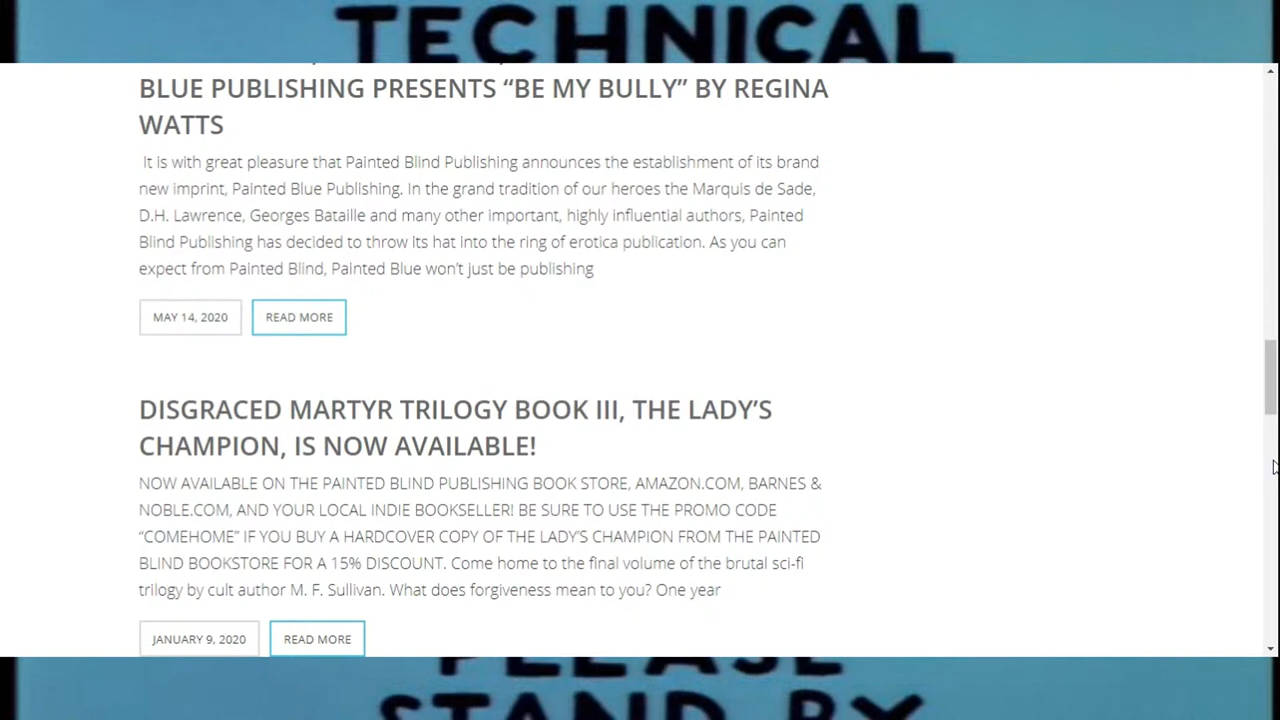 TECHNICAL
BLUE PUBLISHING PRESENTS “BE MY BULLY” BY REGINA
WATTS
It is with great pleasure that Painted Blind Publishing announces the establishment of its brand
new imprint, Painted Blue Publishing. In the grand tradition of our heroes the Marquis de Sade,
D.H. Lawrence, Georges Bataille and many other important, highly influential authors, Painted
Blind Publishing has decided to throw its hat into the ring of erotica publication. As you can
expect from Painted Blind, Painted Blue won’t just be publishing
MAY 14, 2020 READ MORE
DISGRACED MARTYR TRILOGY BOOK III, THE LADY’S
CHAMPION, IS NOW AVAILABLE!
NOW AVAILABLE ON THE PAINTED BLIND PUBLISHING BOOK STORE, AMAZON.COM, BARNES &
NOBLE.COM, AND YOUR LOCAL INDIE BOOKSELLER! BE SURE TO USE THE PROMO CODE
“COMEHOME” IF YOU BUY A HARDCOVER COPY OF THE LADY’S CHAMPION FROM THE PAINTED
BLIND BOOKSTORE FOR A 15% DISCOUNT. Come home to the final volume of the brutal sci-fi
trilogy by cult author M. F. Sullivan. What does forgiveness mean to you? One year
JANUARY 9, 2020 READ MORE
PLEASE
STAND BY